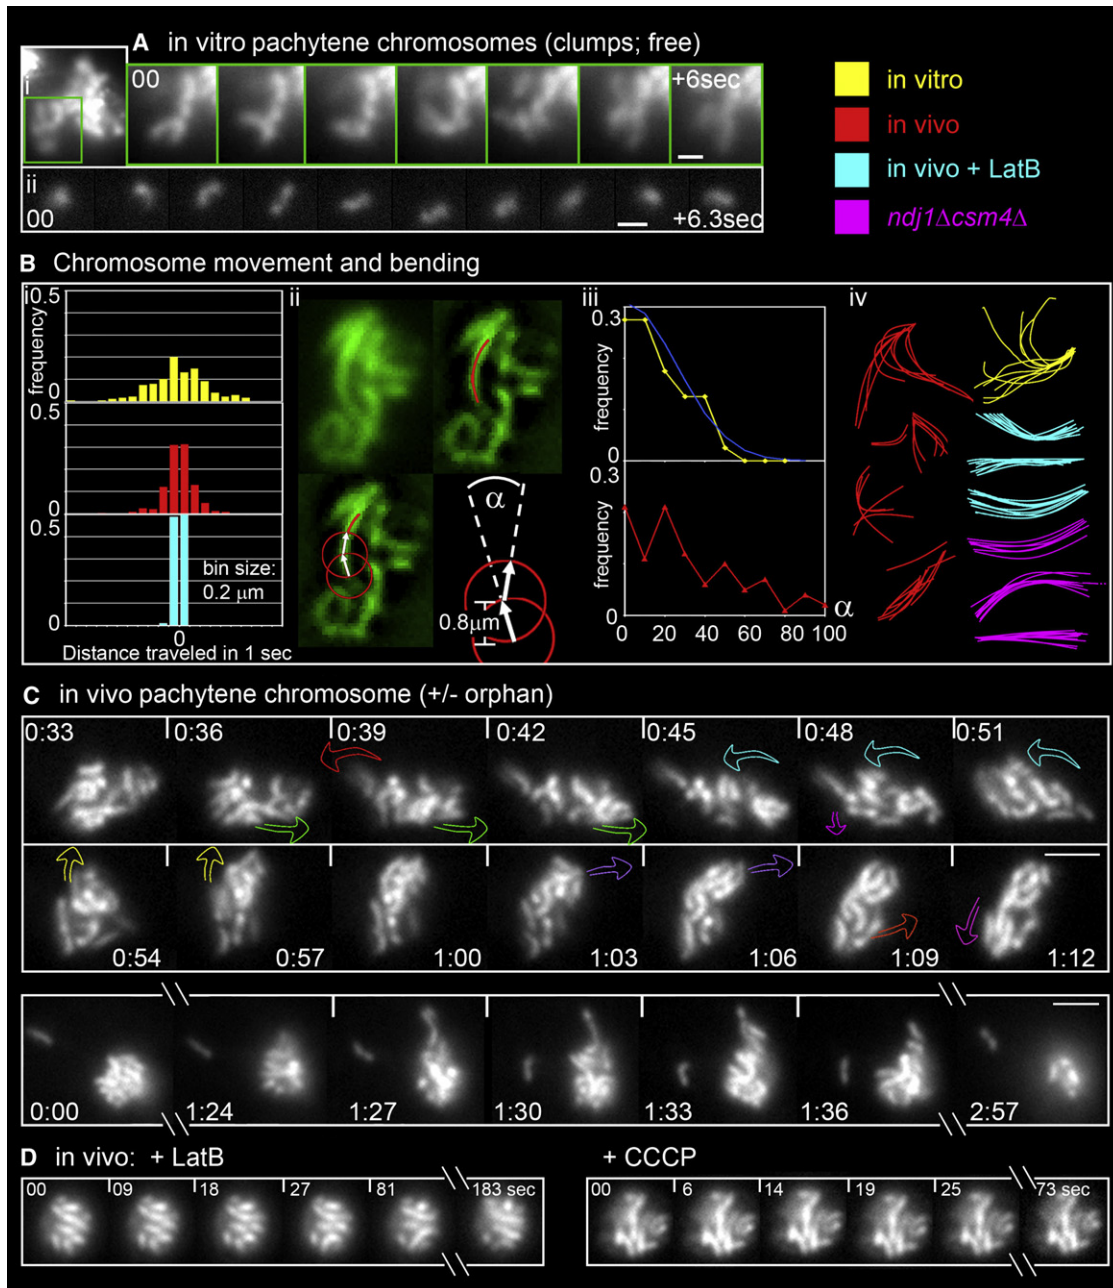 A in vitro pachytene chromosomes (clumps; free)
i
00
+6sec
ii
00
+6.3sec
in vitro
in vivo
in vivo + LatB
ndj1Δcsm4Δ
B Chromosome movement and bending
i
0.5
frequency
0
0.5
0
0.5
0
bin size:
0.2 μm
0
Distance traveled in 1 sec
ii
α
0.8μm
iii
0.3
frequency
0
0.3
frequency
0
0 20 40 60 80 100
α
iv
C in vivo pachytene chromosome (+/- orphan)
0:33 0:36 0:39 0:42 0:45 0:48 0:51
0:54 0:57 1:00 1:03 1:06 1:09 1:12
0:00 1:24 1:27 1:30 1:33 1:36 2:57
D in vivo: + LatB
00 09 18 27 81 183 sec
+ CCCP
00 6 14 19 25 73 sec